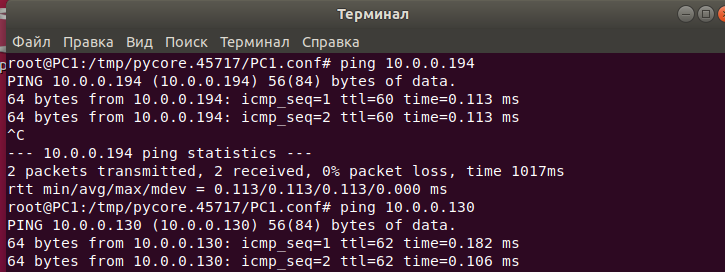 Терминал
Файл Правка Вид Поиск Терминал Справка
root@PC1:/tmp/pycore.45717/PC1.conf# ping 10.0.0.194
PING 10.0.0.194 (10.0.0.194) 56(84) bytes of data.
64 bytes from 10.0.0.194: icmp_seq=1 ttl=60 time=0.113 ms
64 bytes from 10.0.0.194: icmp_seq=2 ttl=60 time=0.113 ms
^C
--- 10.0.0.194 ping statistics ---
2 packets transmitted, 2 received, 0% packet loss, time 1017ms
rtt min/avg/max/mdev = 0.113/0.113/0.113/0.000 ms
root@PC1:/tmp/pycore.45717/PC1.conf# ping 10.0.0.130
PING 10.0.0.130 (10.0.0.130) 56(84) bytes of data.
64 bytes from 10.0.0.130: icmp_seq=1 ttl=62 time=0.182 ms
64 bytes from 10.0.0.130: icmp_seq=2 ttl=62 time=0.106 ms